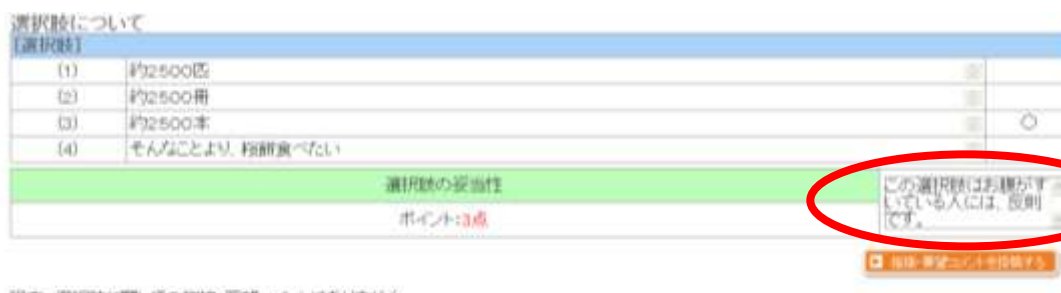 選択肢について
[選択肢]
(1) 約2500匹
(2) 約2500冊
(3) 約2500本 ○
(4) そんなことより、桜餅食べたい
選択肢の妥当性
ポイント:3点
この選択肢はお腹がす
いている人には、反則
です。
指摘・要望コメントを投稿する